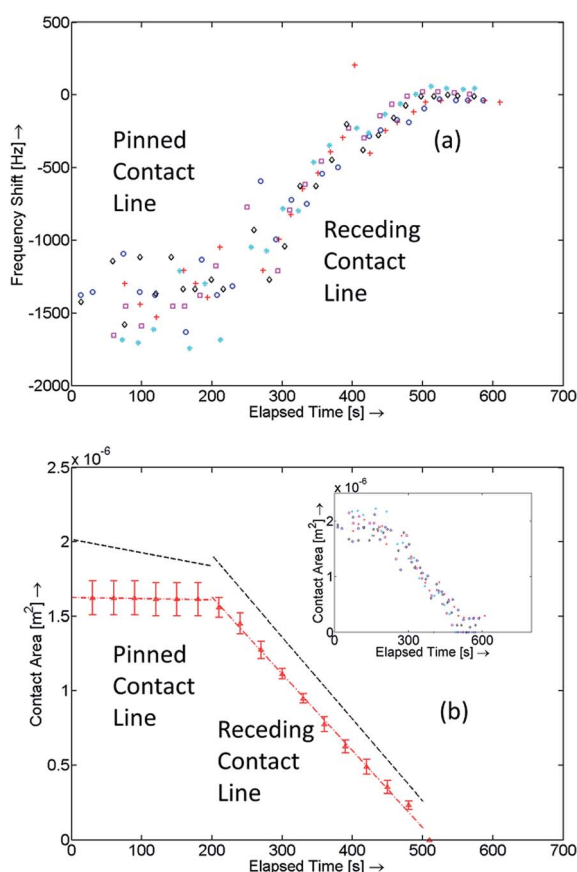 500
0
-500
-1000
-1500
-2000
Frequency Shift [Hz] →
Pinned
Contact
Line
(a)
Receding
Contact
Line
0 100 200 300 400 500 600 700
Elapsed Time [s] →
x 10⁻⁶
2.5
2
1.5
1
0.5
0
Contact Area [m²] →
Pinned
Contact
Line
Receding
Contact
Line
(b)
x 10⁻⁶
2
1
0
Contact Area [m²] →
0 300 600
Elapsed Time [s] →
0 100 200 300 400 500 600 700
Elapsed Time [s] →